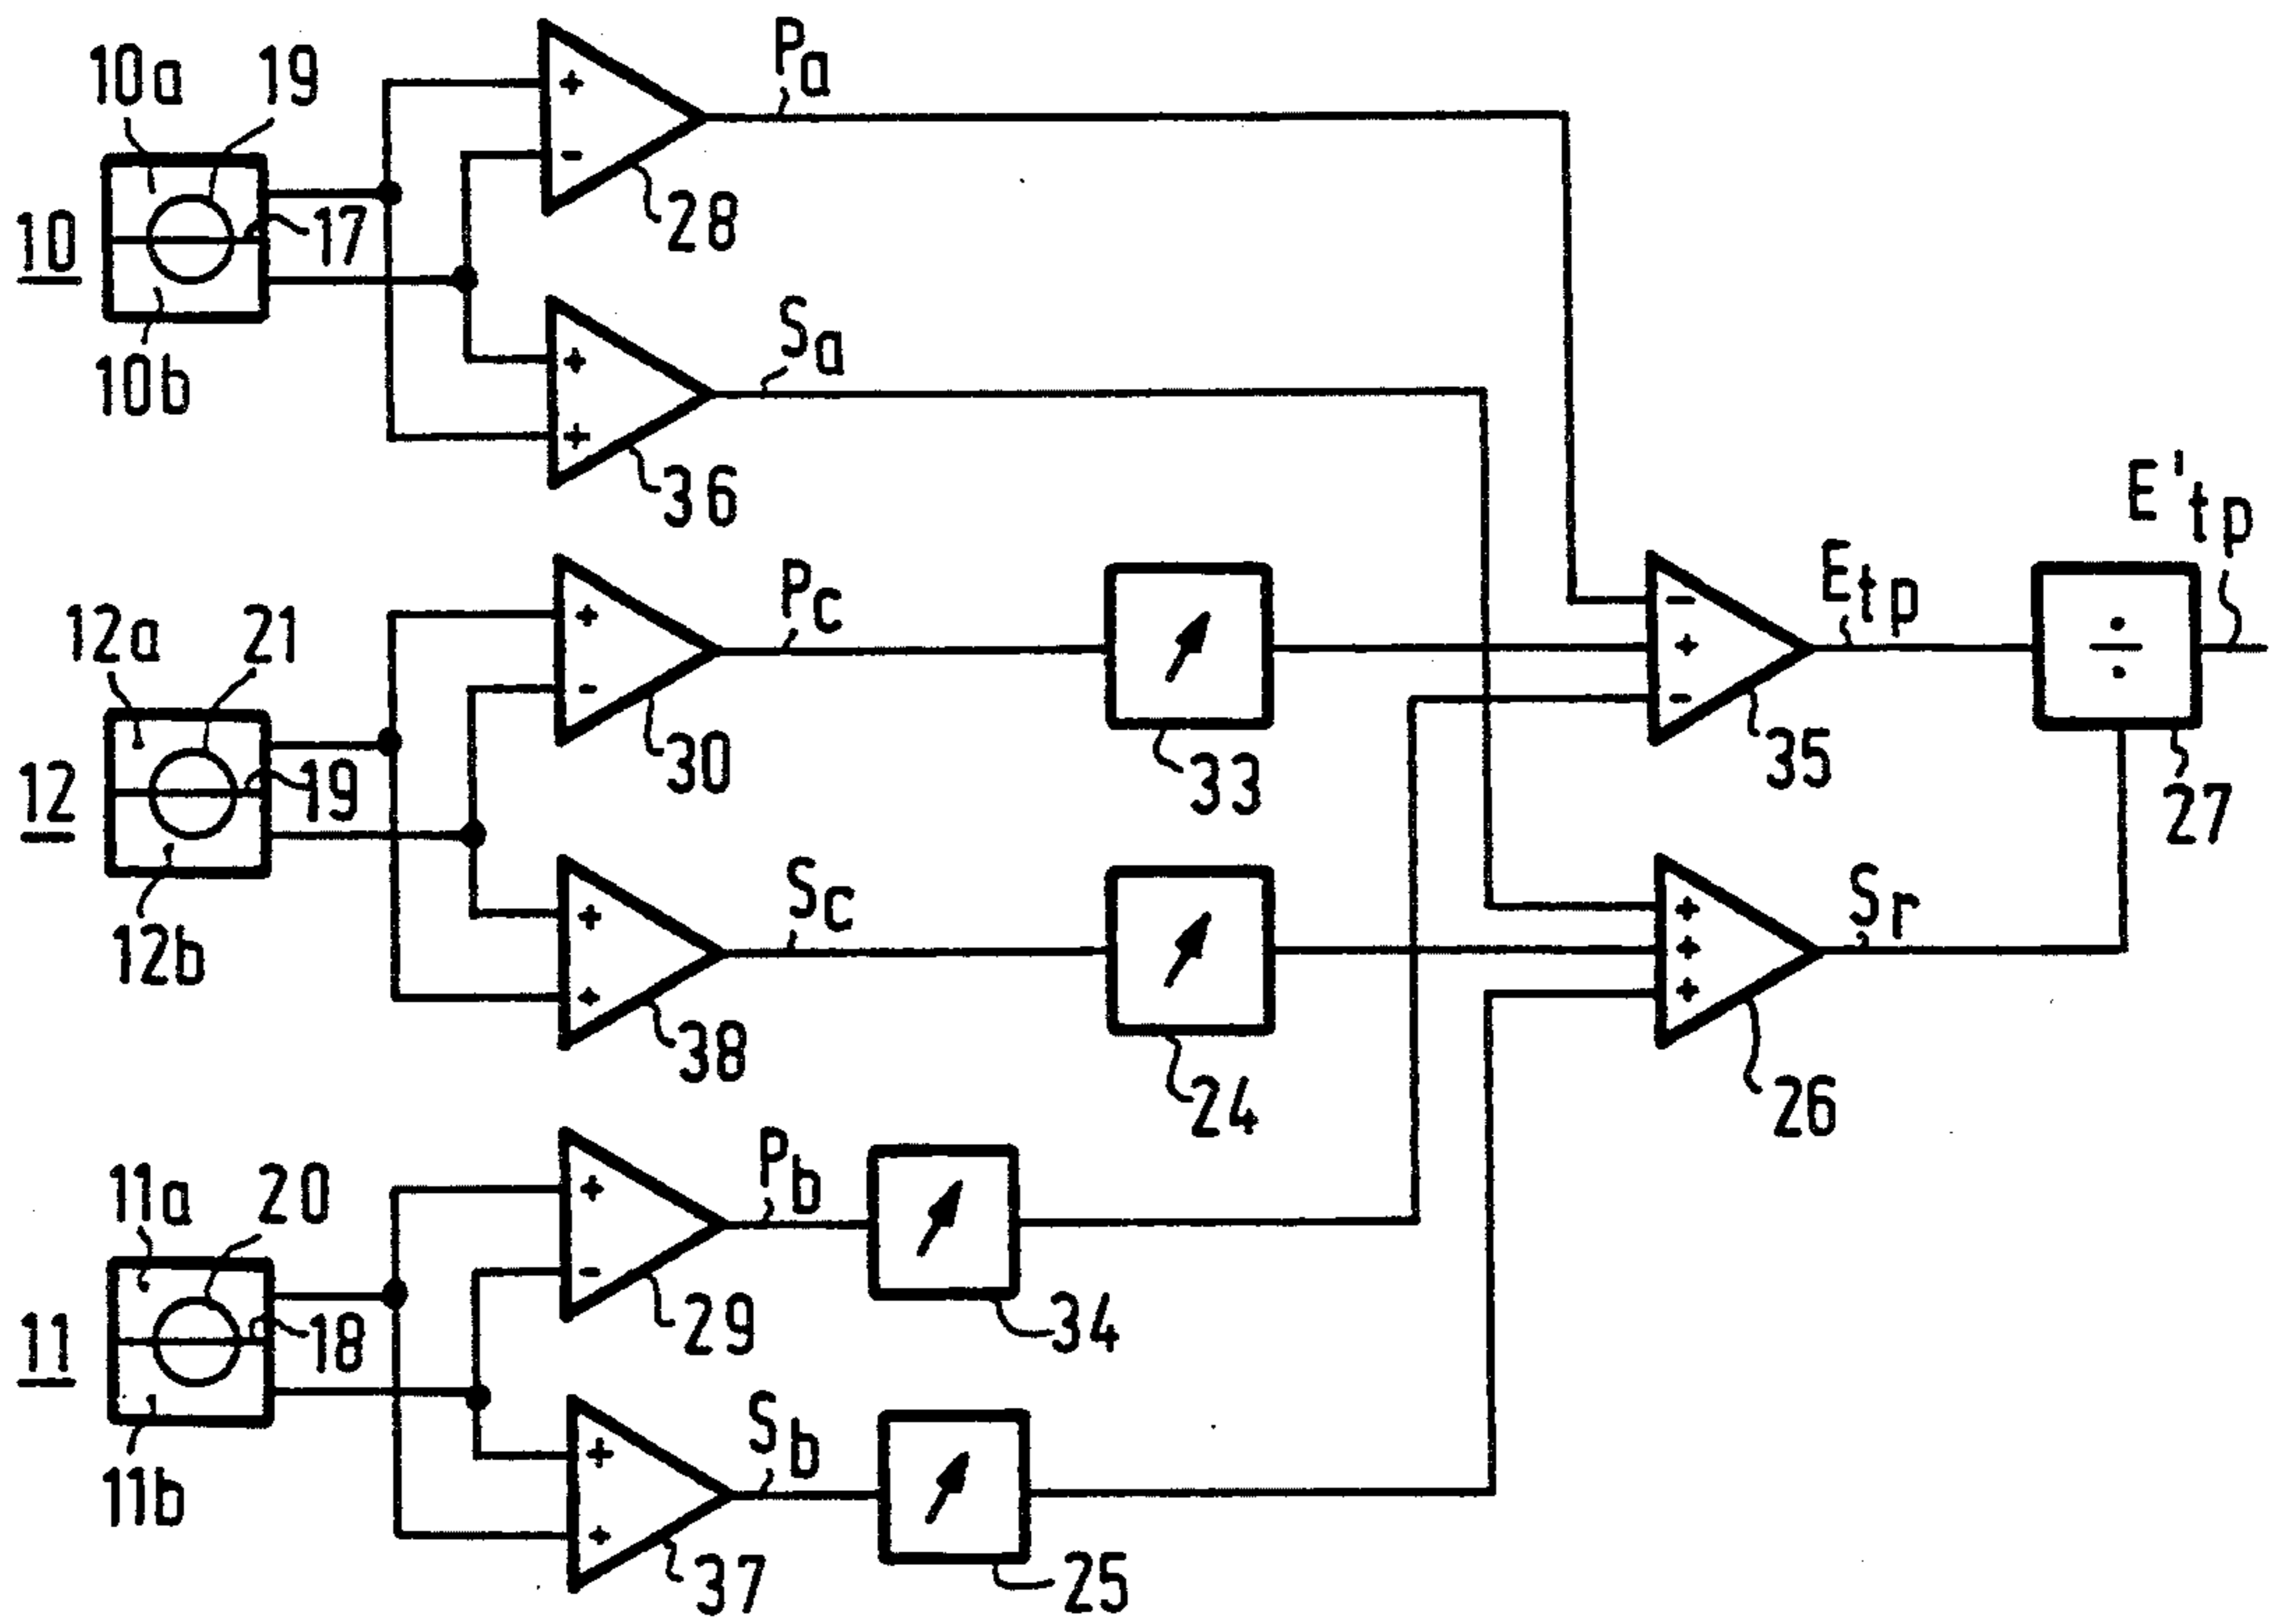 10a 19
Pa
+
-
28
10 17
10b
Sa
+
+
36
12a 21
Pc
+
-
30
33
12 19
12b
Sc
+
+
38
24
- + -
Etp
35
÷
E'tp
27
+ + +
Sr
26
11a 20
Pb
+
-
29
34
11 18
11b
Sb
+
+
37
25